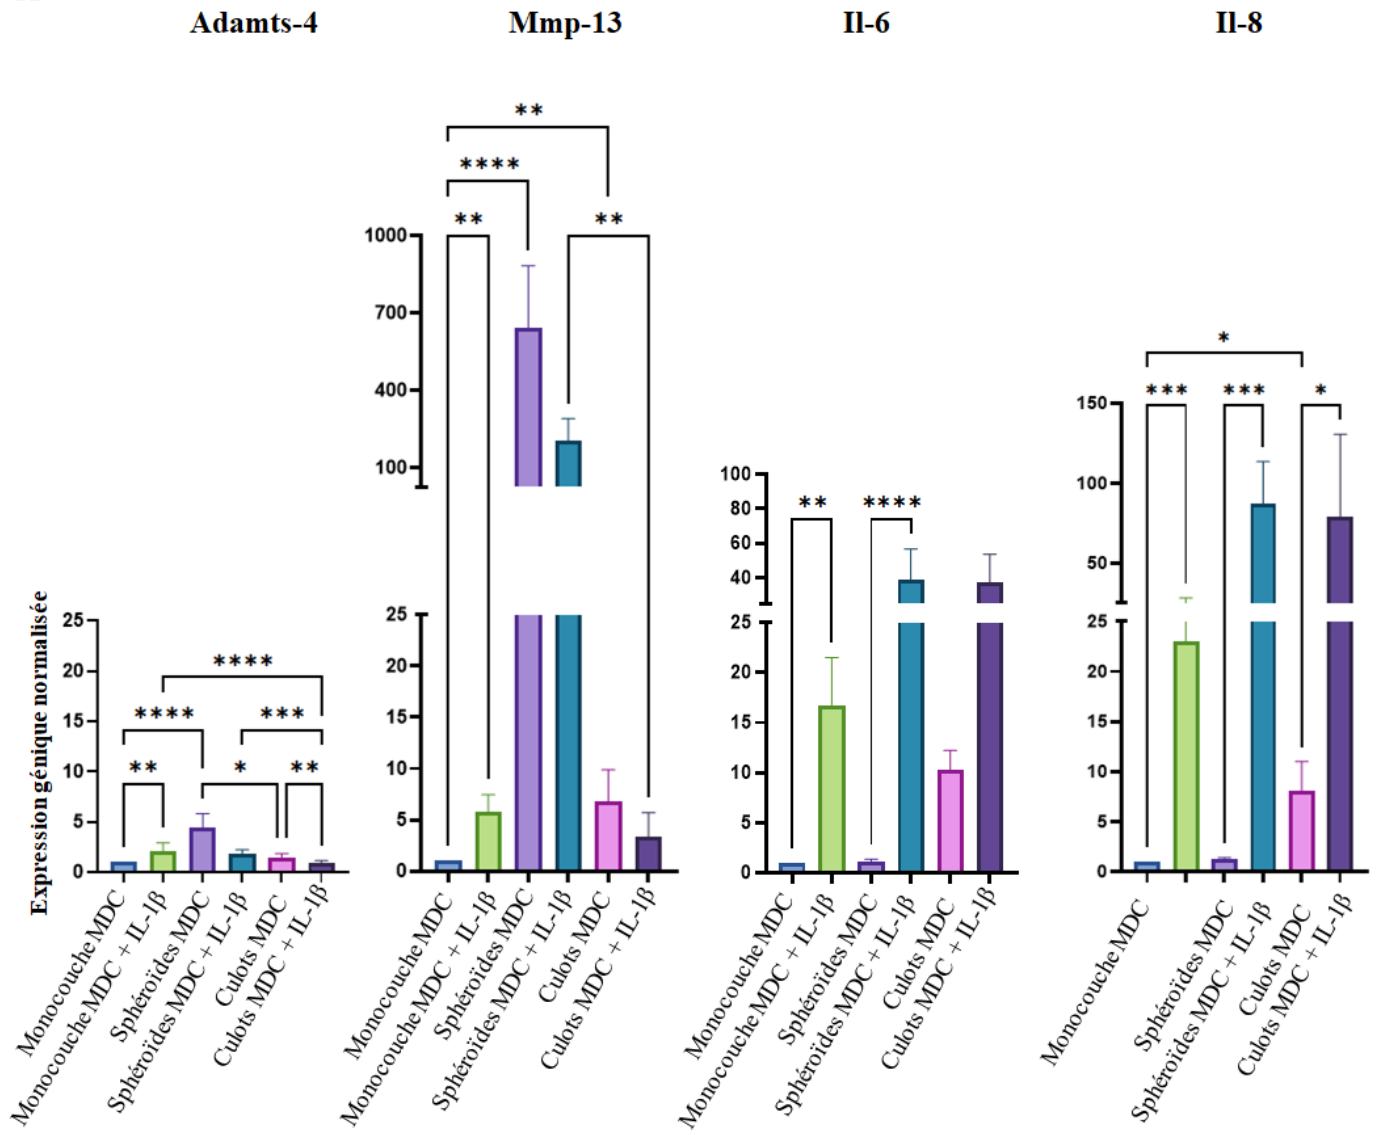 Adamts-4 Mmp-13 Il-6 Il-8
Expression génique normalisée
25
20
15
10
5
0
**
****
*
**
***
****
Monocouche MDC
Monocouche MDC + IL-1β
Sphéroïdes MDC
Sphéroïdes MDC + IL-1β
Culots MDC
Culots MDC + IL-1β
1000
700
400
100
25
20
15
10
5
0
**
****
**
**
Monocouche MDC
Monocouche MDC + IL-1β
Sphéroïdes MDC
Sphéroïdes MDC + IL-1β
Culots MDC
Culots MDC + IL-1β
100
80
60
40
25
20
15
10
5
0
**
****
Monocouche MDC
Monocouche MDC + IL-1β
Sphéroïdes MDC
Sphéroïdes MDC + IL-1β
Culots MDC
Culots MDC + IL-1β
150
100
50
25
20
15
10
5
0
*
***
***
*
Monocouche MDC
Sphéroïdes MDC
Sphéroïdes MDC + IL-1β
Culots MDC
Culots MDC + IL-1β